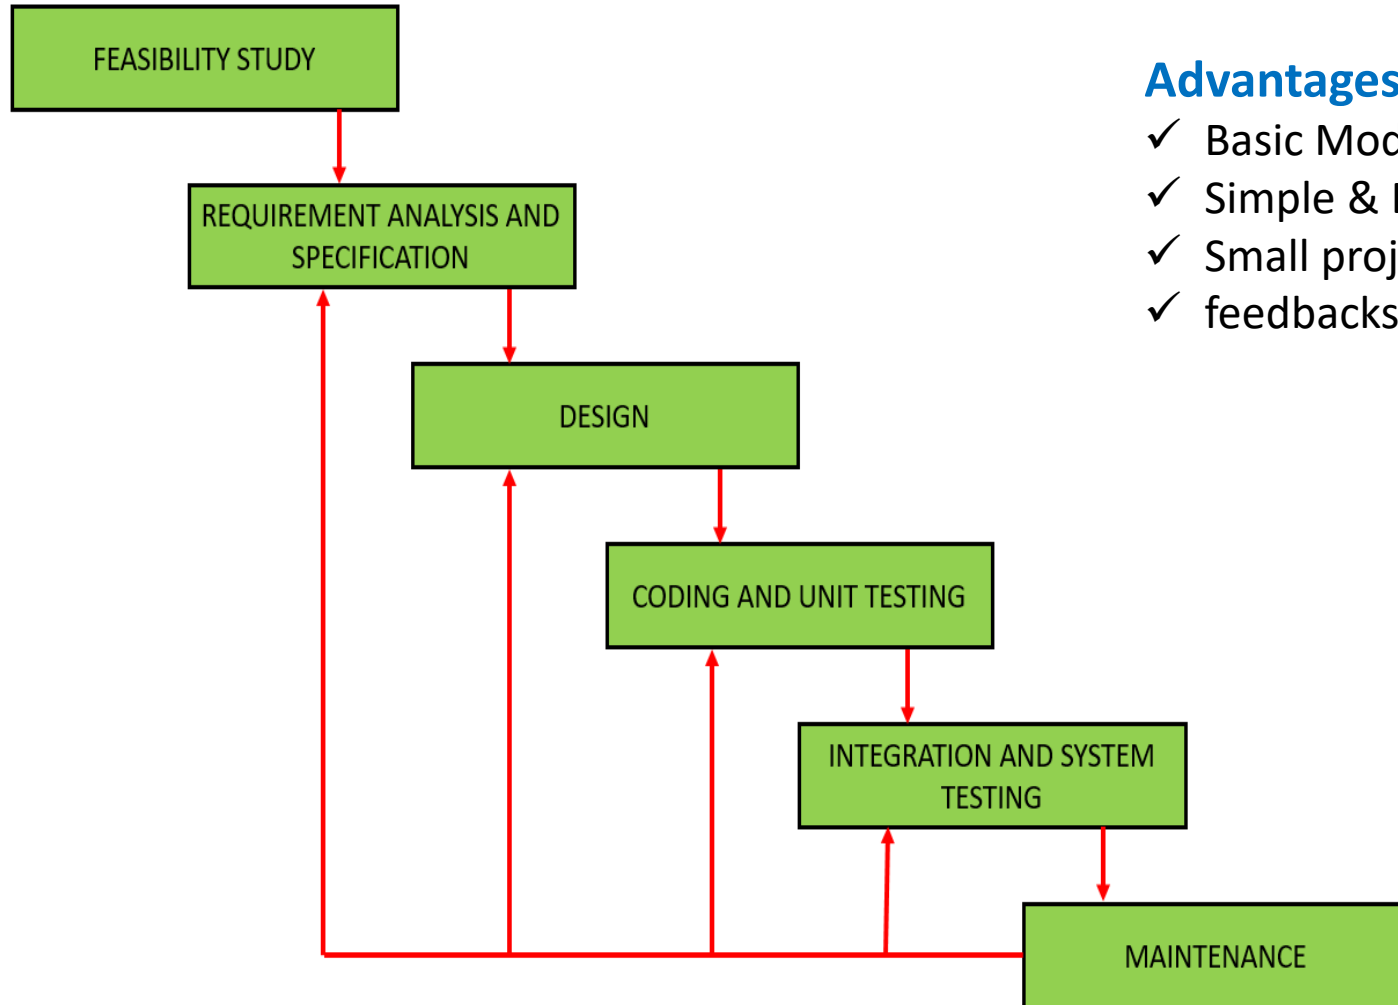 FEASIBILITY STUDY
REQUIREMENT ANALYSIS AND
SPECIFICATION
DESIGN
CODING AND UNIT TESTING
INTEGRATION AND SYSTEM
TESTING
MAINTENANCE
Advantages
✓ Basic
✓ Simple &
✓ Small
✓ feedbacks